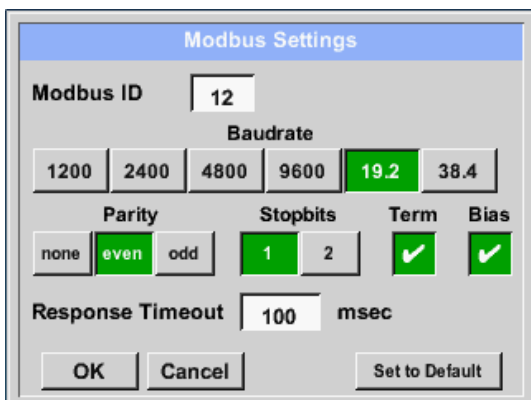 Modbus Settings
Modbus ID 12
Baudrate
1200 2400 4800 9600 19.2 38.4
Parity Stopbits Term Bias
none even odd 1 2 ✔ ✔
Response Timeout 100 msec
OK Cancel Set to Default